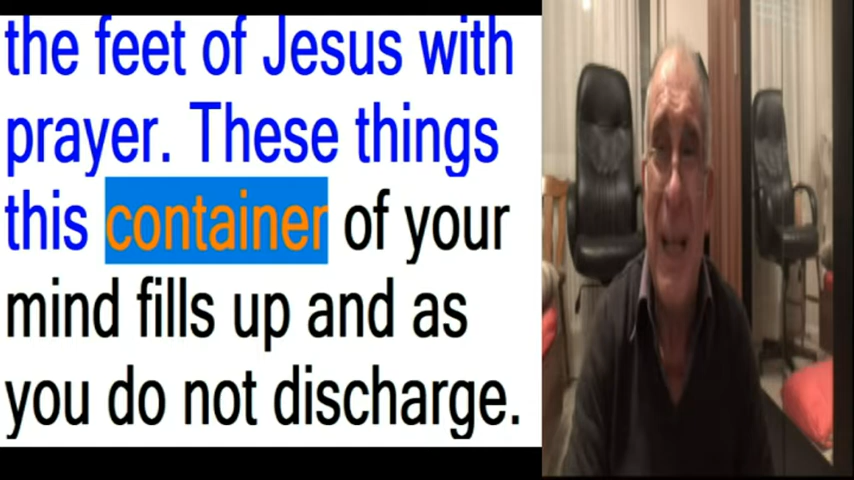 the feet of Jesus with
prayer. These things
this container of your
mind fills up and as
you do not discharge.